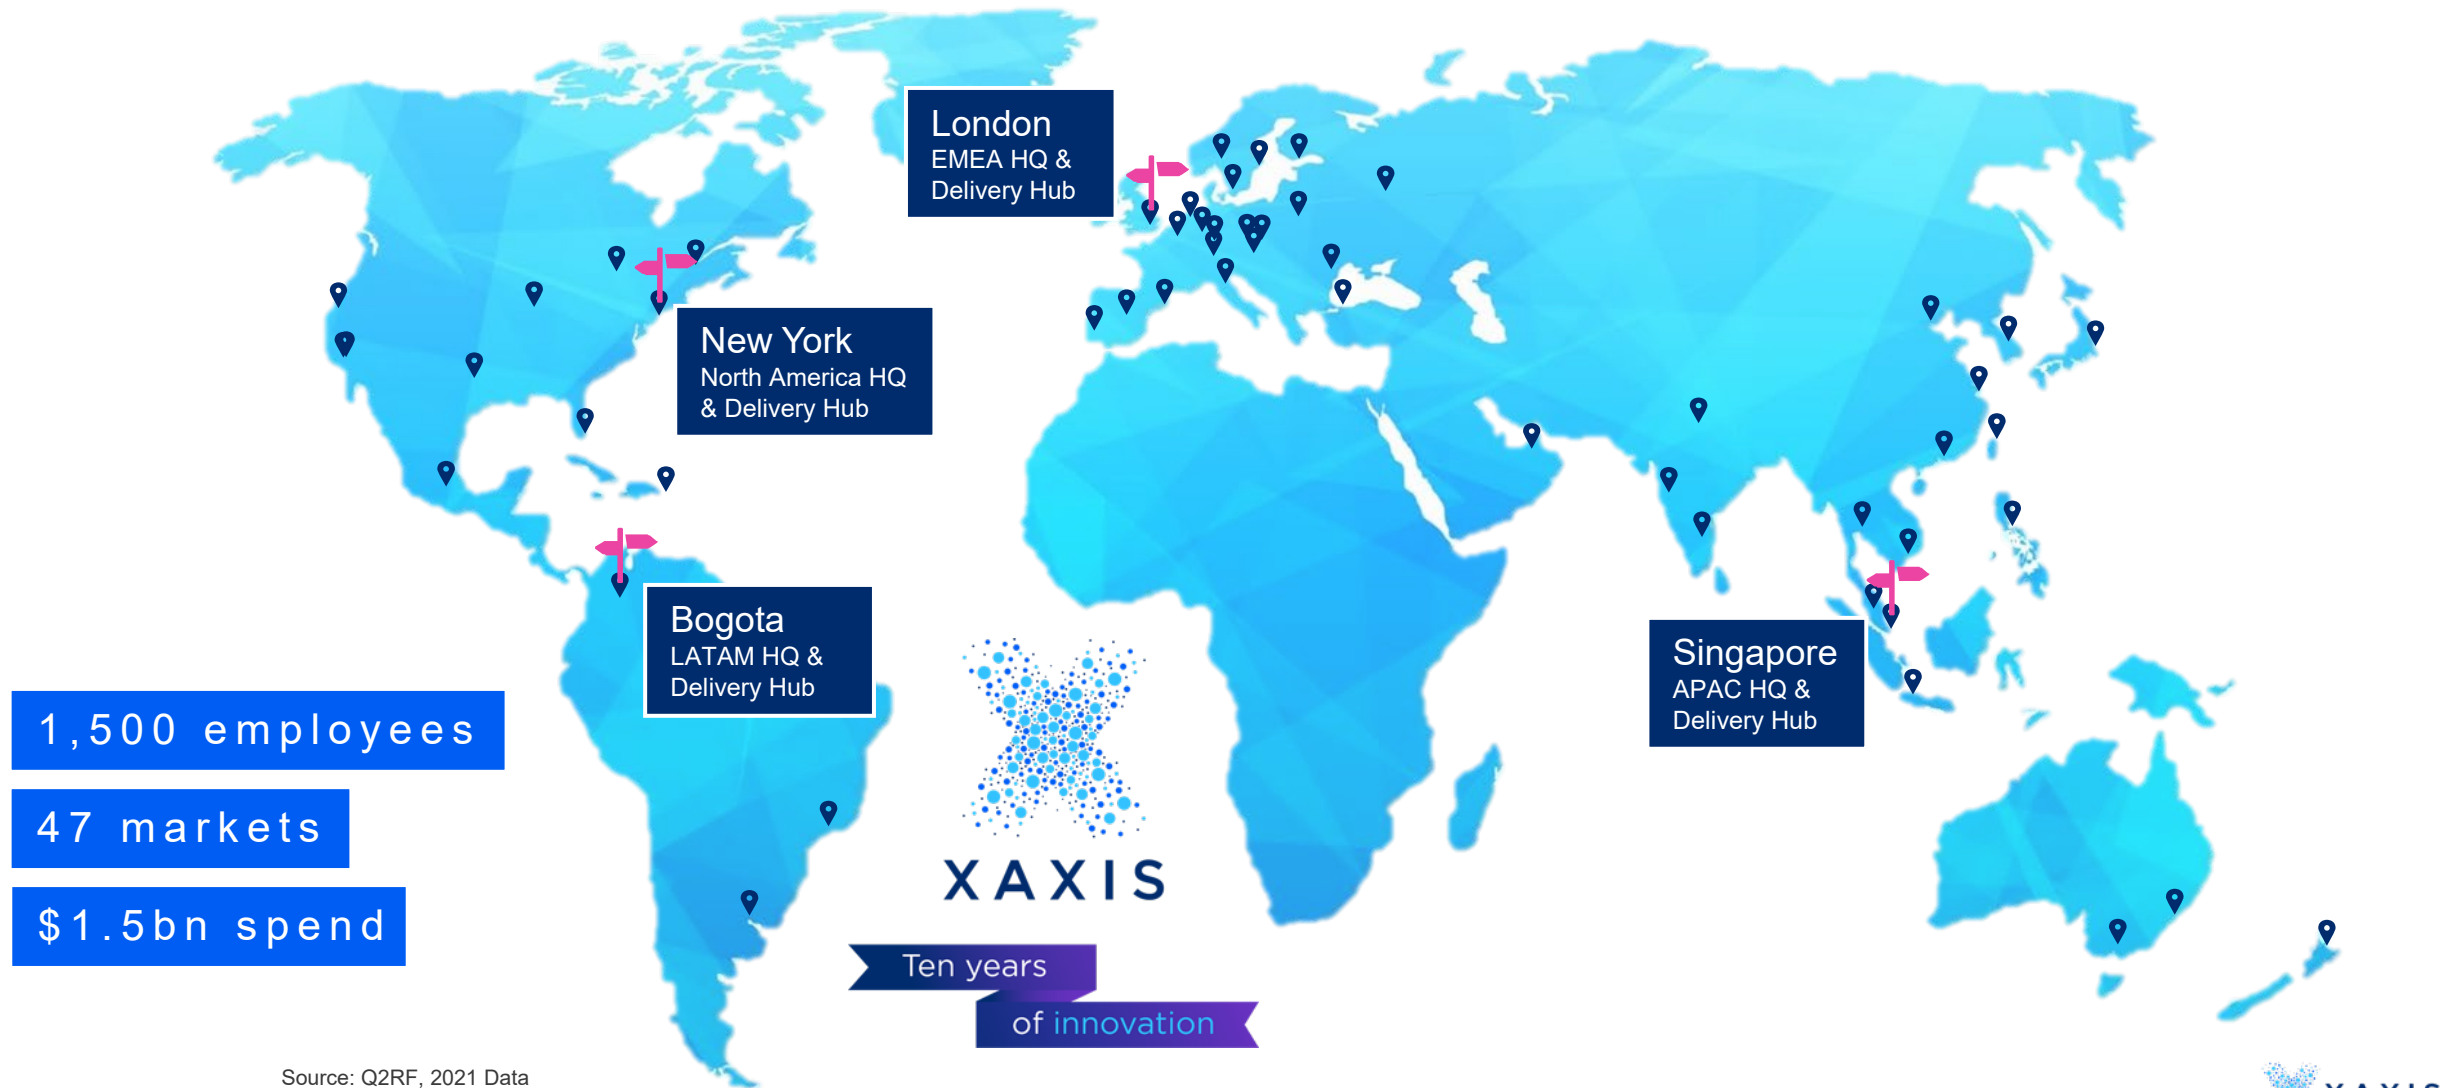 London
EMEA HQ &
Delivery Hub
New York
North America HQ
& Delivery Hub
Bogota
LATAM HQ &
Delivery Hub
Singapore
APAC HQ &
Delivery Hub
1,500 employees
47 markets
$1.5bn spend
XAXIS
Ten years
of innovation
Source: Q2RF, 2021 Data
XAXIS